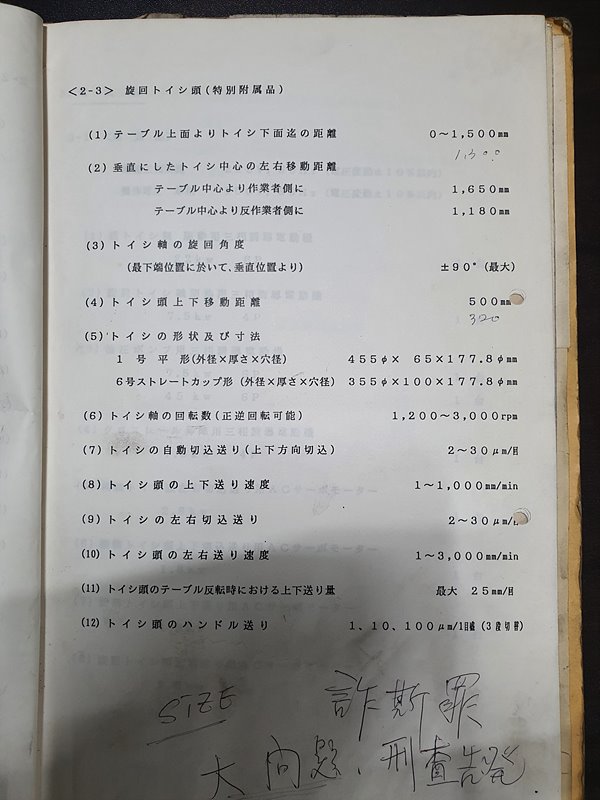 <2-3> 旋回トイシ頭(特別附属品)
(1) テーブル上面よりトイシ下面迄の距離 0~1,500mm
1,300
(2) 垂直にしたトイシ中心の左右移動距離
テーブル中心より作業者側に 1,650mm
テーブル中心より反作業者側に 1,180mm
(3) トイシ軸の旋回角度
(最下端位置に於いて、垂直位置より) ±90°(最大)
(4) トイシ頭上下移動距離 500mm
320
(5) トイシの形状及び寸法
1 号 平 形(外径×厚さ×穴径) 455φ× 65×177.8φmm
6号ストレートカップ形 (外径×厚さ×穴径) 355φ×100×177.8φmm
(6) トイシ軸の回転数(正逆回転可能) 1,200~3,000rpm
(7) トイシの自動切込送り(上下方向切込) 2~30μm/回
(8) トイシ頭の上下送り速度 1~1,000mm/min
(9) トイシの左右切込送り 2~30μm/
(10) トイシ頭の左右送り速度 1~3,000mm/min
(11) トイシ頭のテーブル反転時における上下送り量 最大 25mm/回
(12) トイシ頭のハンドル送り 1、10、100μm/1目盛 (3段切替)
SIZE 詐斯罪
大問題、刑査告発